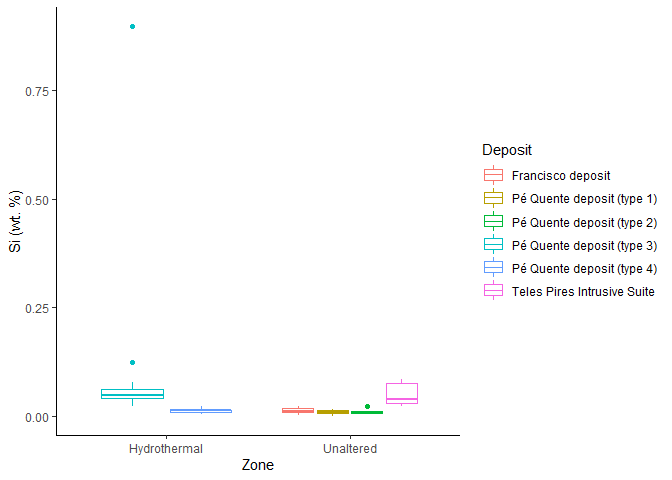 Si (wt. %)
0.75
0.50
0.25
0.00
Hydrothermal
Unaltered
Zone
Deposit
Francisco deposit
Pé Quente deposit (type 1)
Pé Quente deposit (type 2)
Pé Quente deposit (type 3)
Pé Quente deposit (type 4)
Teles Pires Intrusive Suite